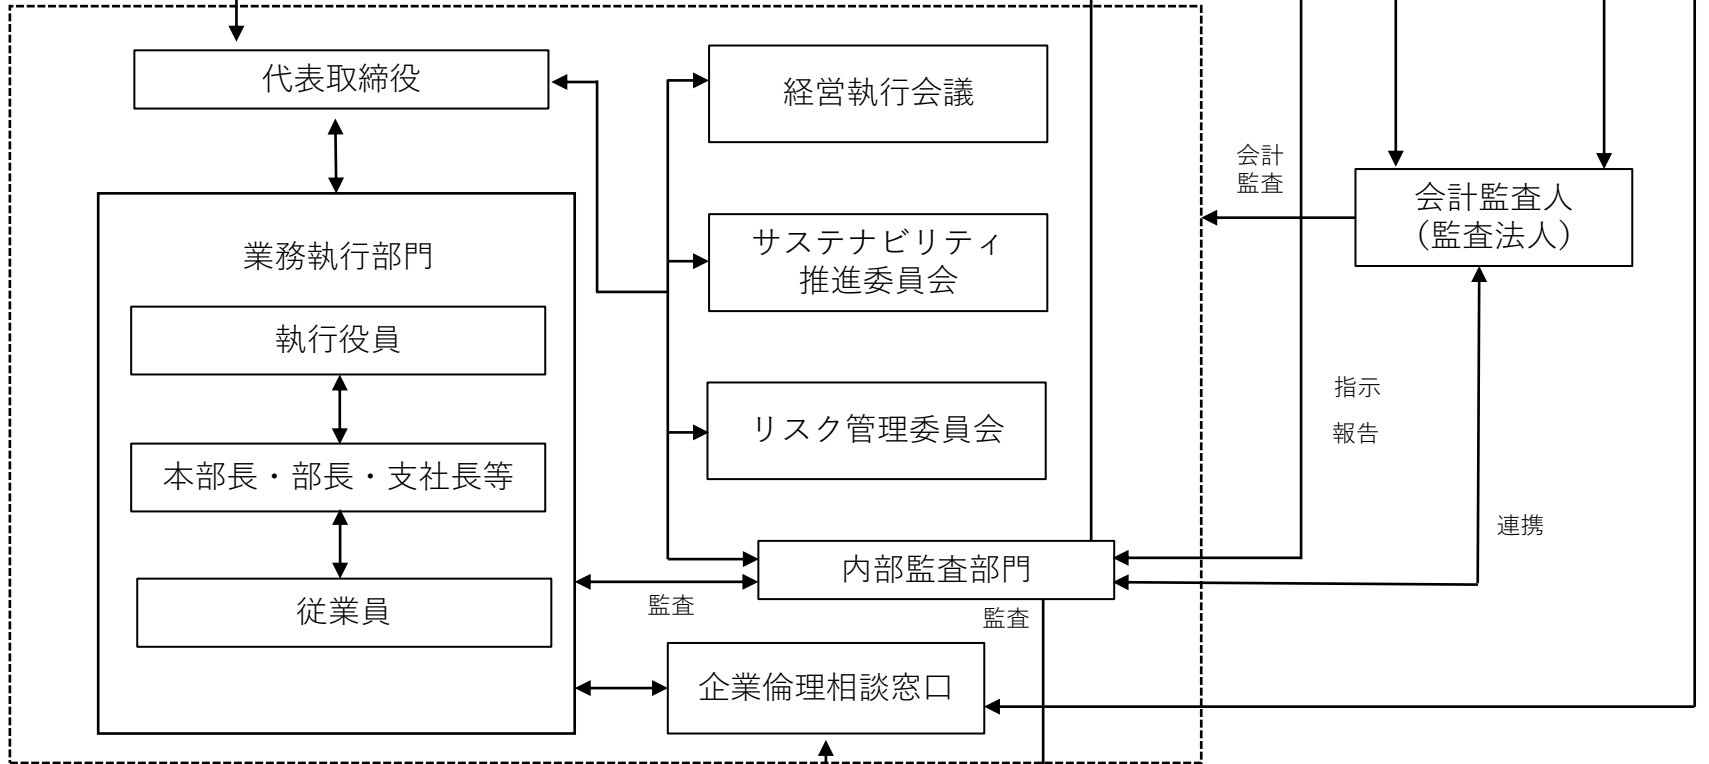 代表取締役
経営執行会議
会計
監査
会計監査人
（監査法人）
業務執行部門
サステナビリティ
推進委員会
執行役員
指示
報告
リスク管理委員会
本部長・部長・支社長等
連携
内部監査部門
従業員
監査
監査
企業倫理相談窓口